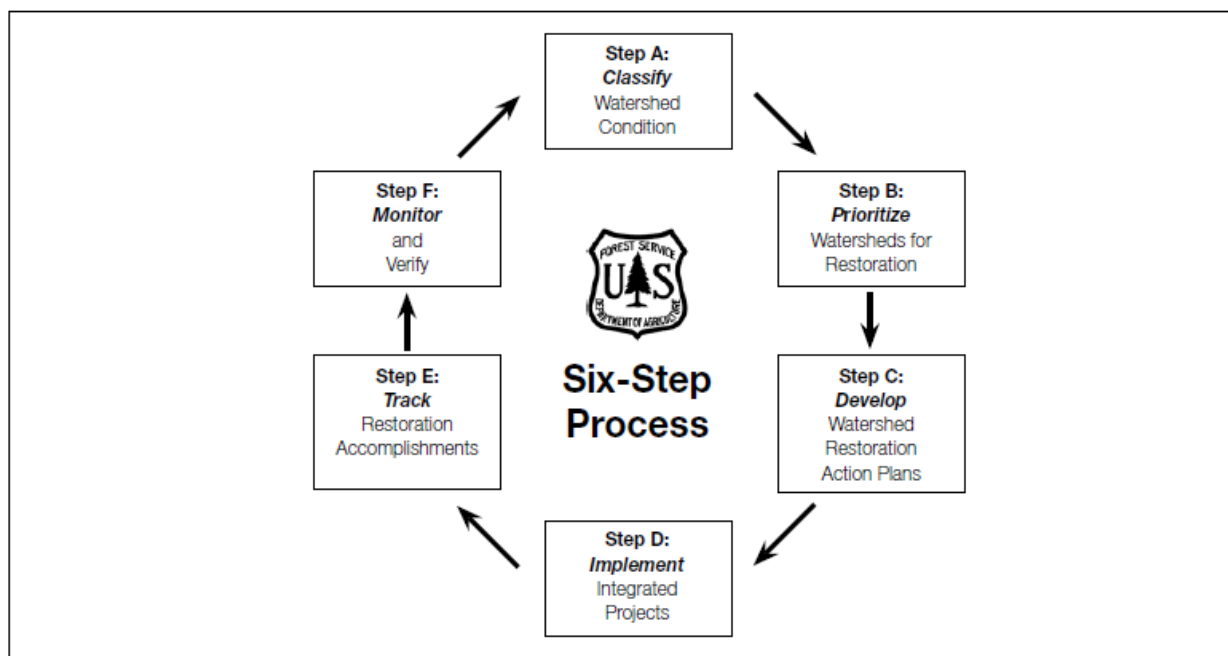 Step A:
Classify
Watershed
Condition
Step B:
Prioritize
Watersheds for
Restoration
Step C:
Develop
Watershed
Restoration
Action Plans
Step D:
Implement
Integrated
Projects
Step E:
Track
Restoration
Accomplishments
Step F:
Monitor
and
Verify
FOREST SERVICE
U S
DEPARTMENT OF AGRICULTURE
Six-Step
Process